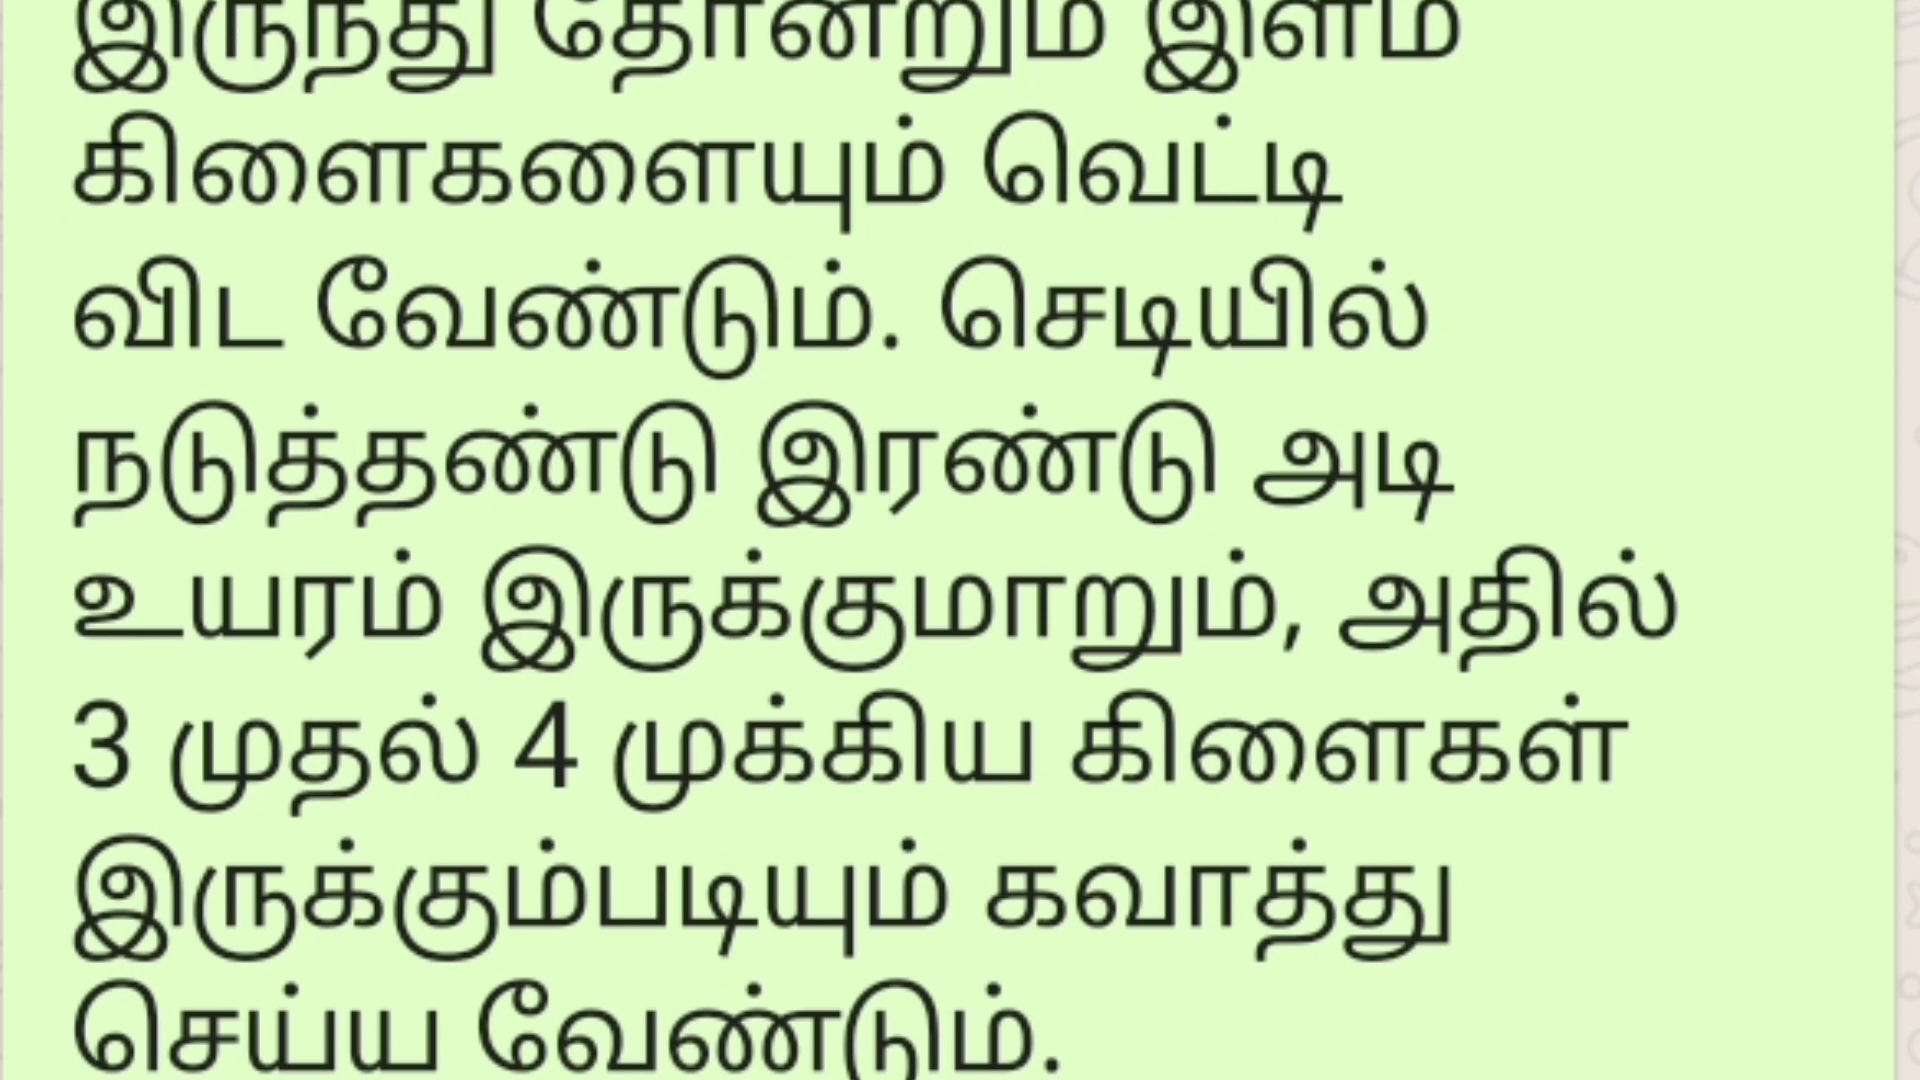 இருந்து தோன்றும் இளம்
கிளைகளையும் வெட்டி
விட வேண்டும். செடியில்
நடுத்தண்டு இரண்டு அடி
உயரம் இருக்குமாறும், அதில்
3 முதல் 4 முக்கிய கிளைகள்
இருக்கும்படியும் கவாத்து
செய்ய வேண்டும்.